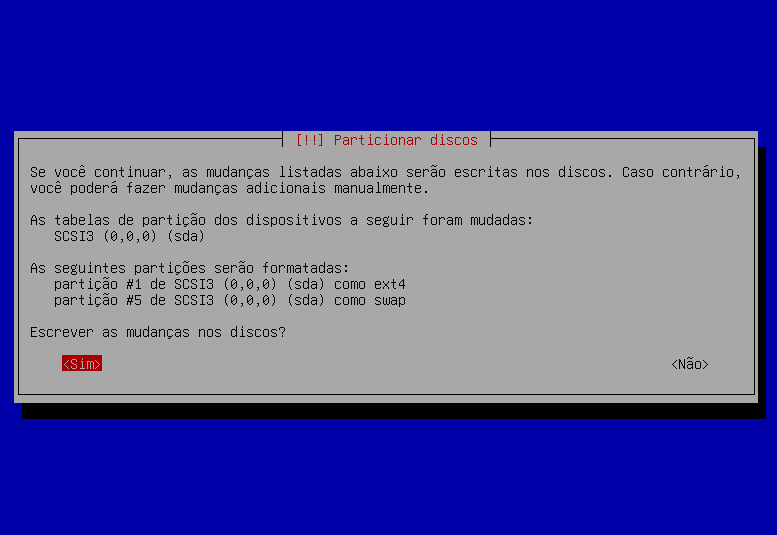 [!!] Particionar discos
Se você continuar, as mudanças listadas abaixo serão escritas nos discos. Caso contrário,
você poderá fazer mudanças adicionais manualmente.
As tabelas de partição dos dispositivos a seguir foram mudadas:
SCSI3 (0,0,0) (sda)
As seguintes partições serão formatadas:
partição #1 de SCSI3 (0,0,0) (sda) como ext4
partição #5 de SCSI3 (0,0,0) (sda) como swap
Escrever as mudanças nos discos?
<Sim> <Não>